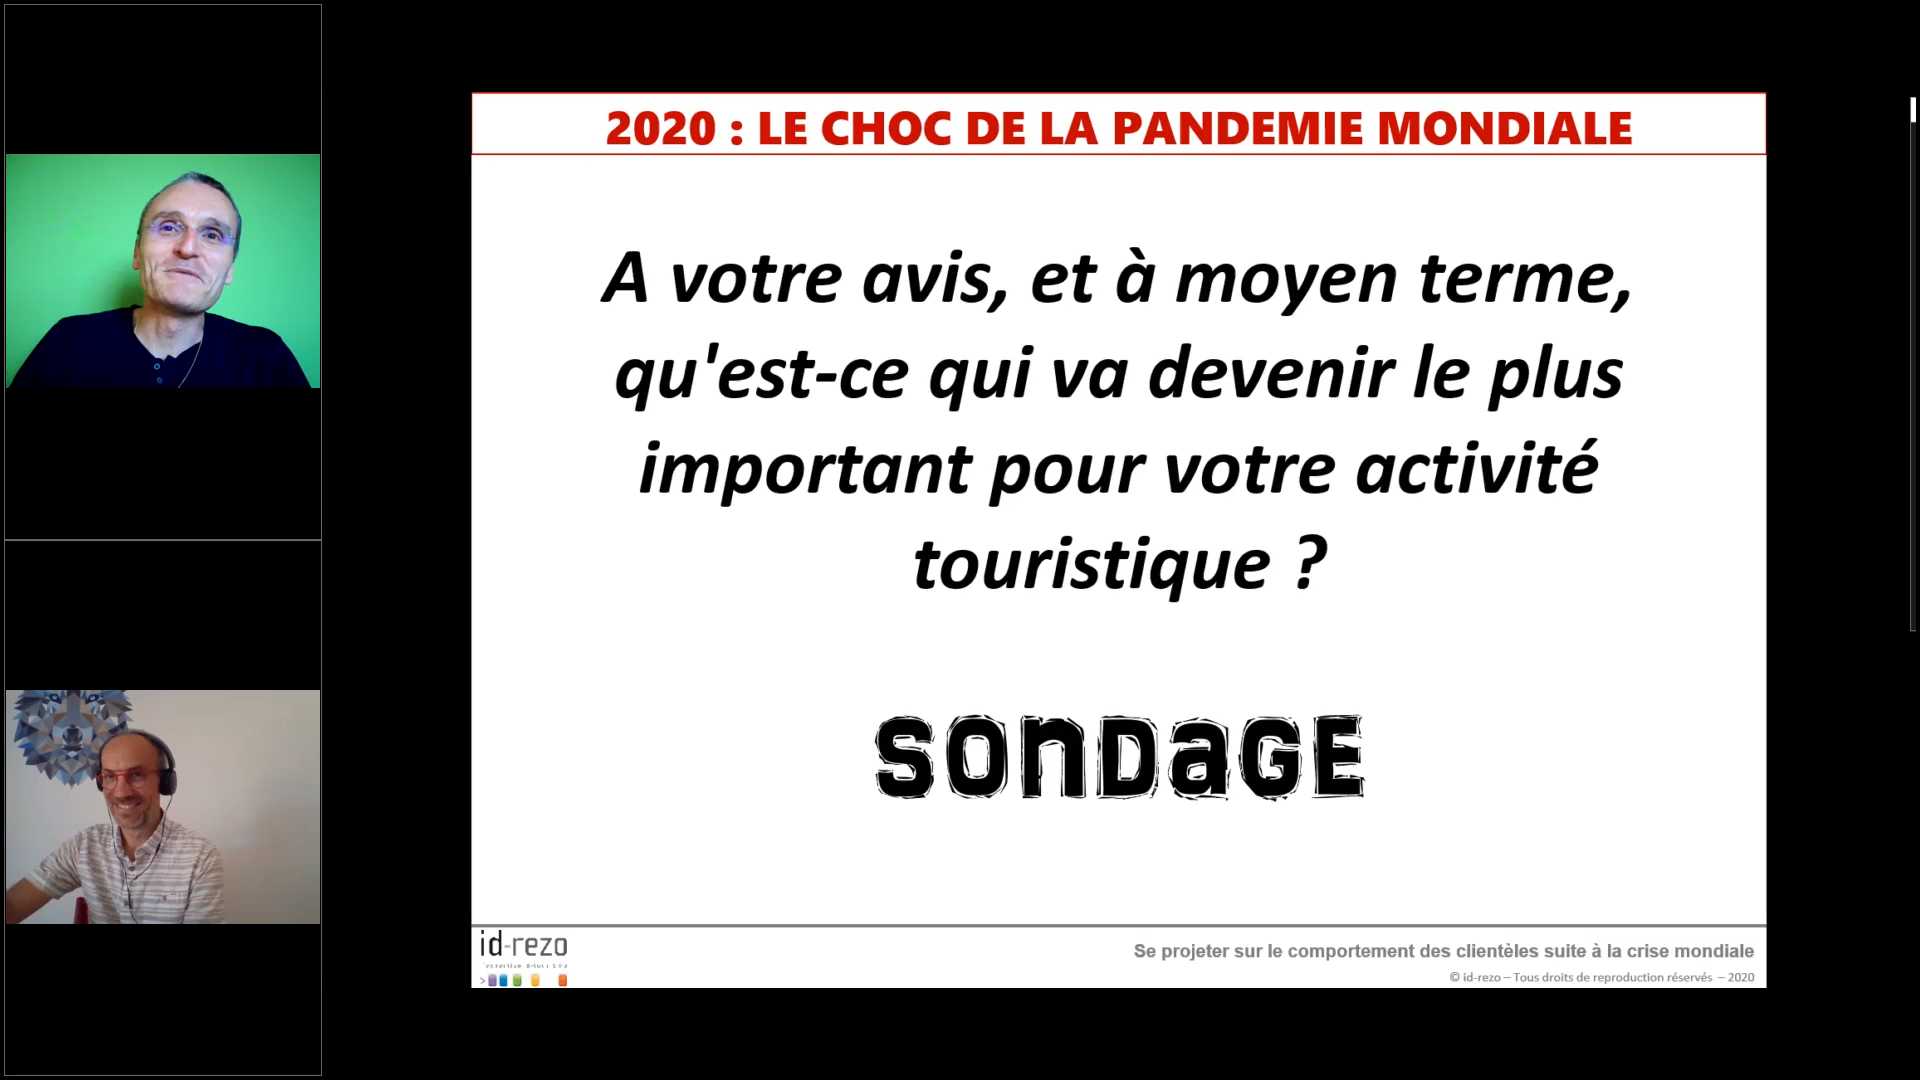 2020 : LE CHOC DE LA PANDEMIE MONDIALE
A votre avis, et à moyen terme,
qu'est-ce qui va devenir le plus
important pour votre activité
touristique ?
SonDaGE
id-rezo
Se projeter sur le comportement des clientèles suite à la crise mondiale
© id-rezo – Tous droits de reproduction réservés – 2020